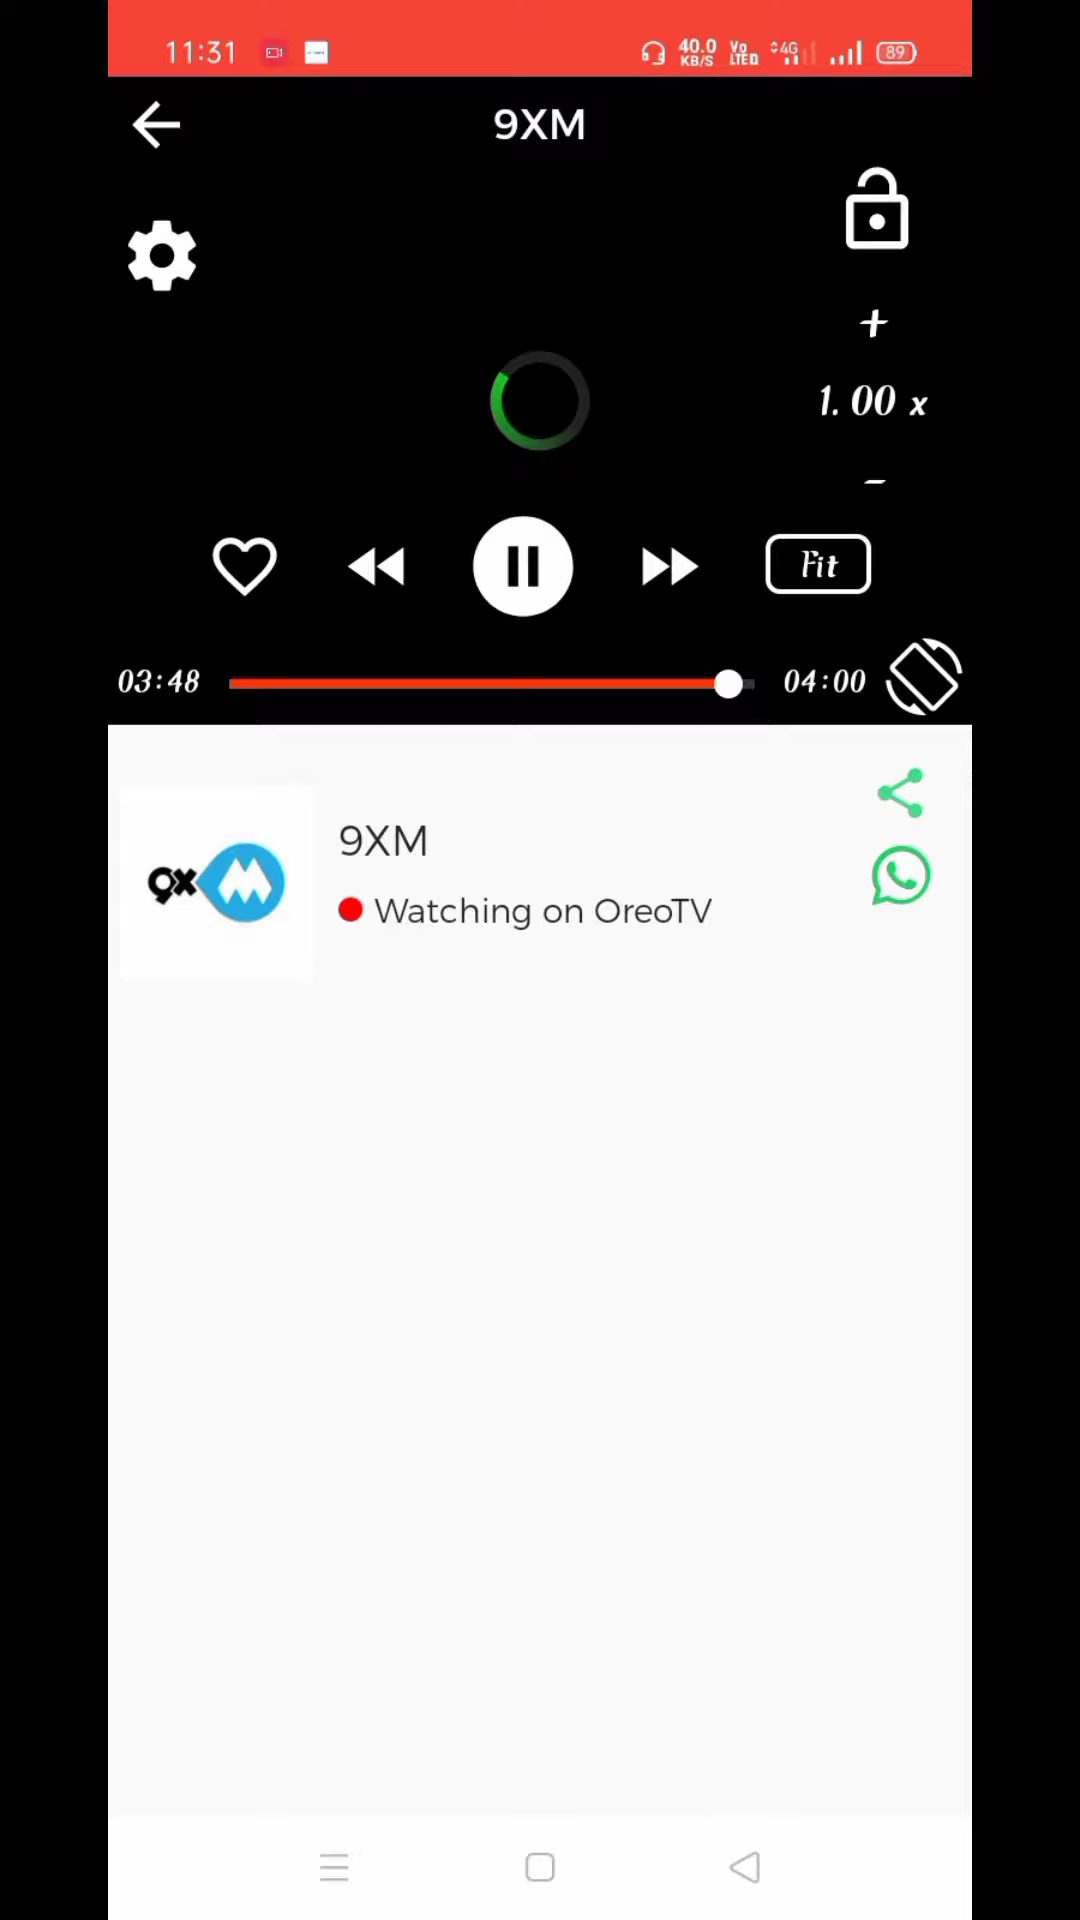 11:31 40.0 KB/S Vo LTE 4G 89
9XM
+
1.00 x
-
Fit
03:48 04:00
9X M
9XM
Watching on OreoTV